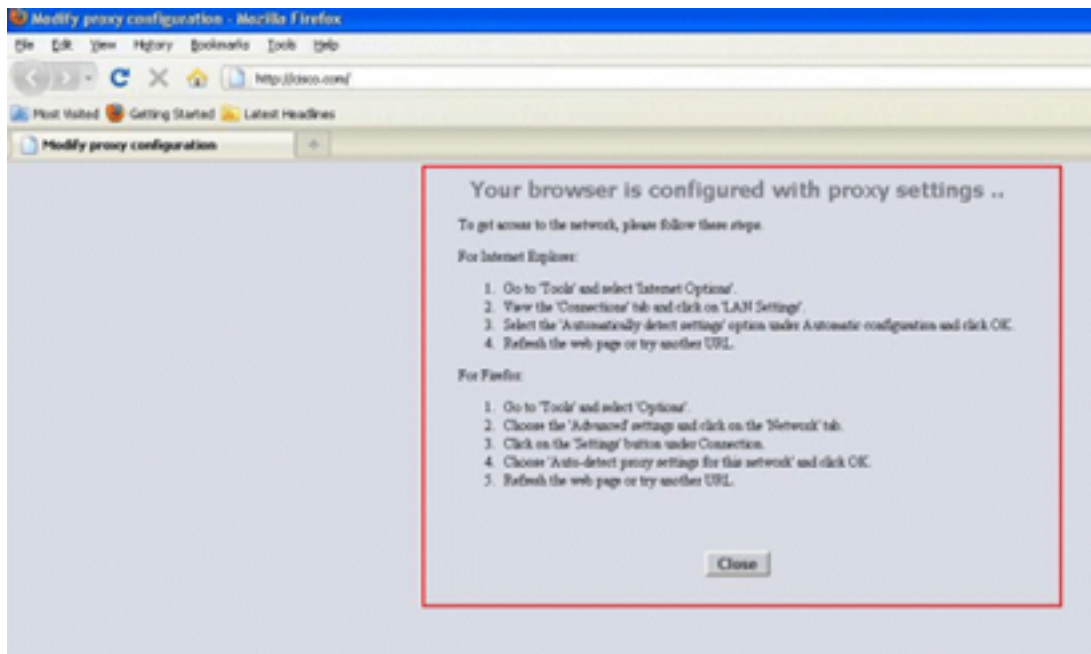 Modify proxy configuration - Mozilla Firefox
File Edit View History Bookmarks Tools Help
http://cisco.com/
Most Visited Getting Started Latest Headlines
Modify proxy configuration
Your browser is configured with proxy settings ..
To get access to the network, please follow these steps.
For Internet Explorer:
1. Go to 'Tools' and select 'Internet Options'.
2. View the 'Connections' tab and click on 'LAN Settings'.
3. Select the 'Automatically detect settings' option under Automatic configuration and click OK.
4. Refresh the web page or try another URL.
For Firefox:
1. Go to 'Tools' and select 'Options'.
2. Choose the 'Advanced' settings and click on the 'Network' tab.
3. Click on the 'Settings' button under Connection.
4. Choose 'Auto-detect proxy settings for this network' and click OK.
5. Refresh the web page or try another URL.
Close